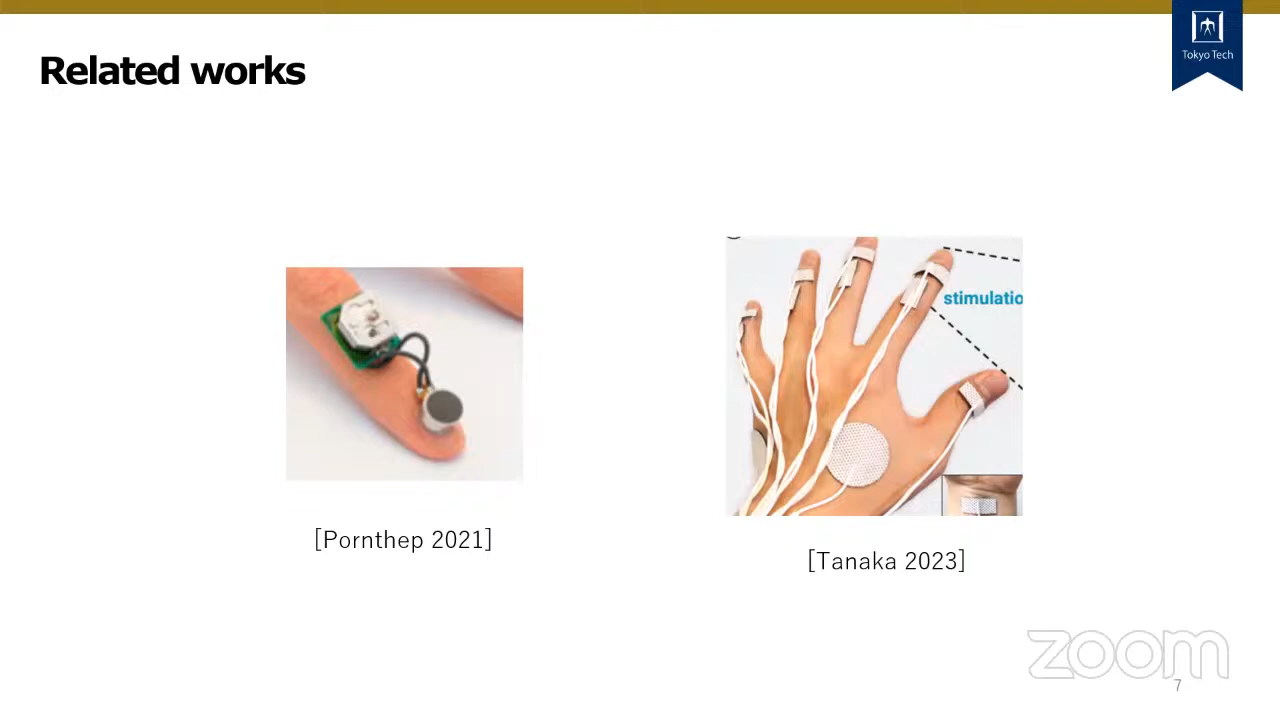 Related works
Tokyo Tech
stimulatio
[Pornthep 2021]
[Tanaka 2023]
zoom
7